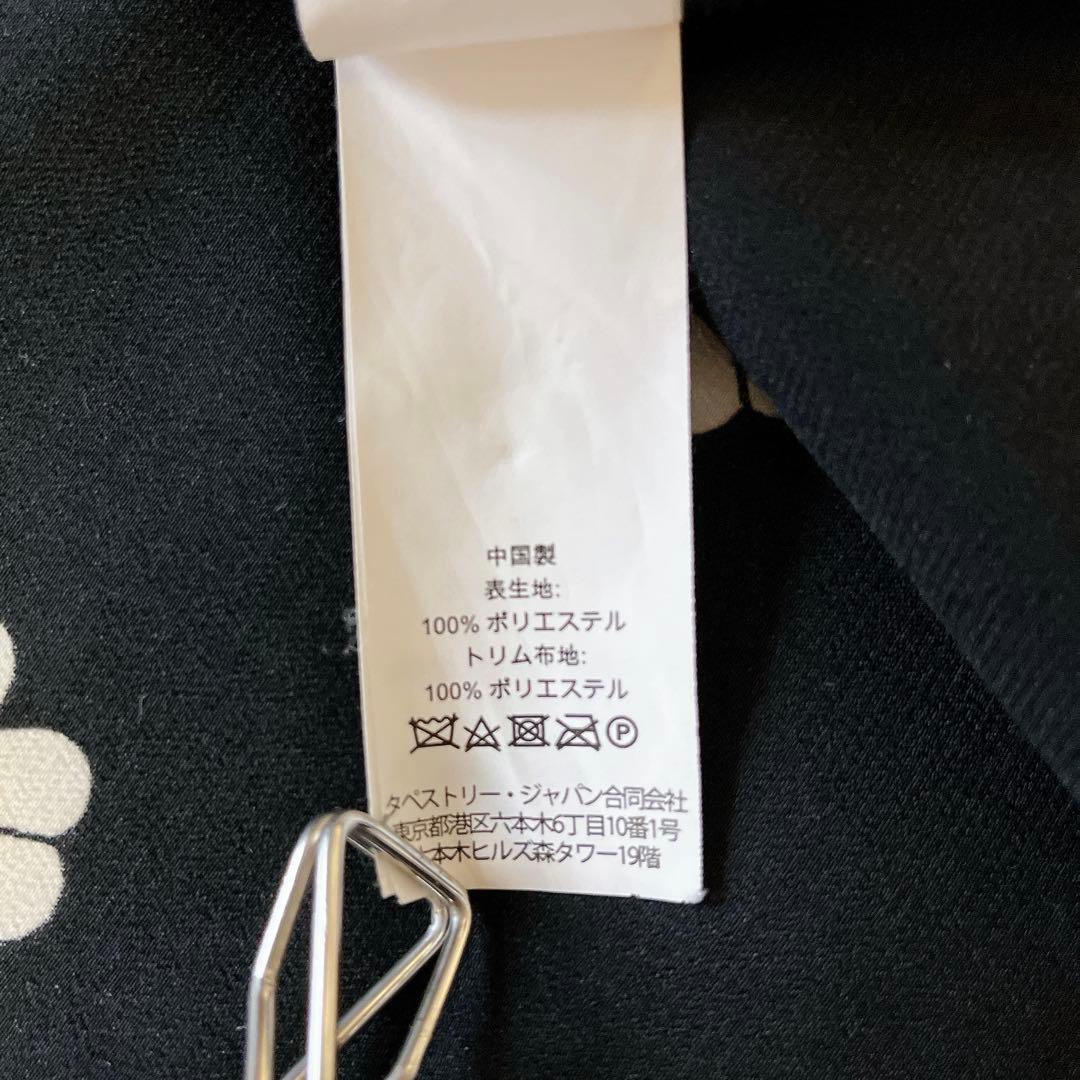 中国製
表生地:
100% ポリエステル
トリム布地:
100% ポリエステル
P
タペストリー・ジャパン合同会社
東京都港区六本木6丁目10番1号
本木ヒルズ森タワー19階